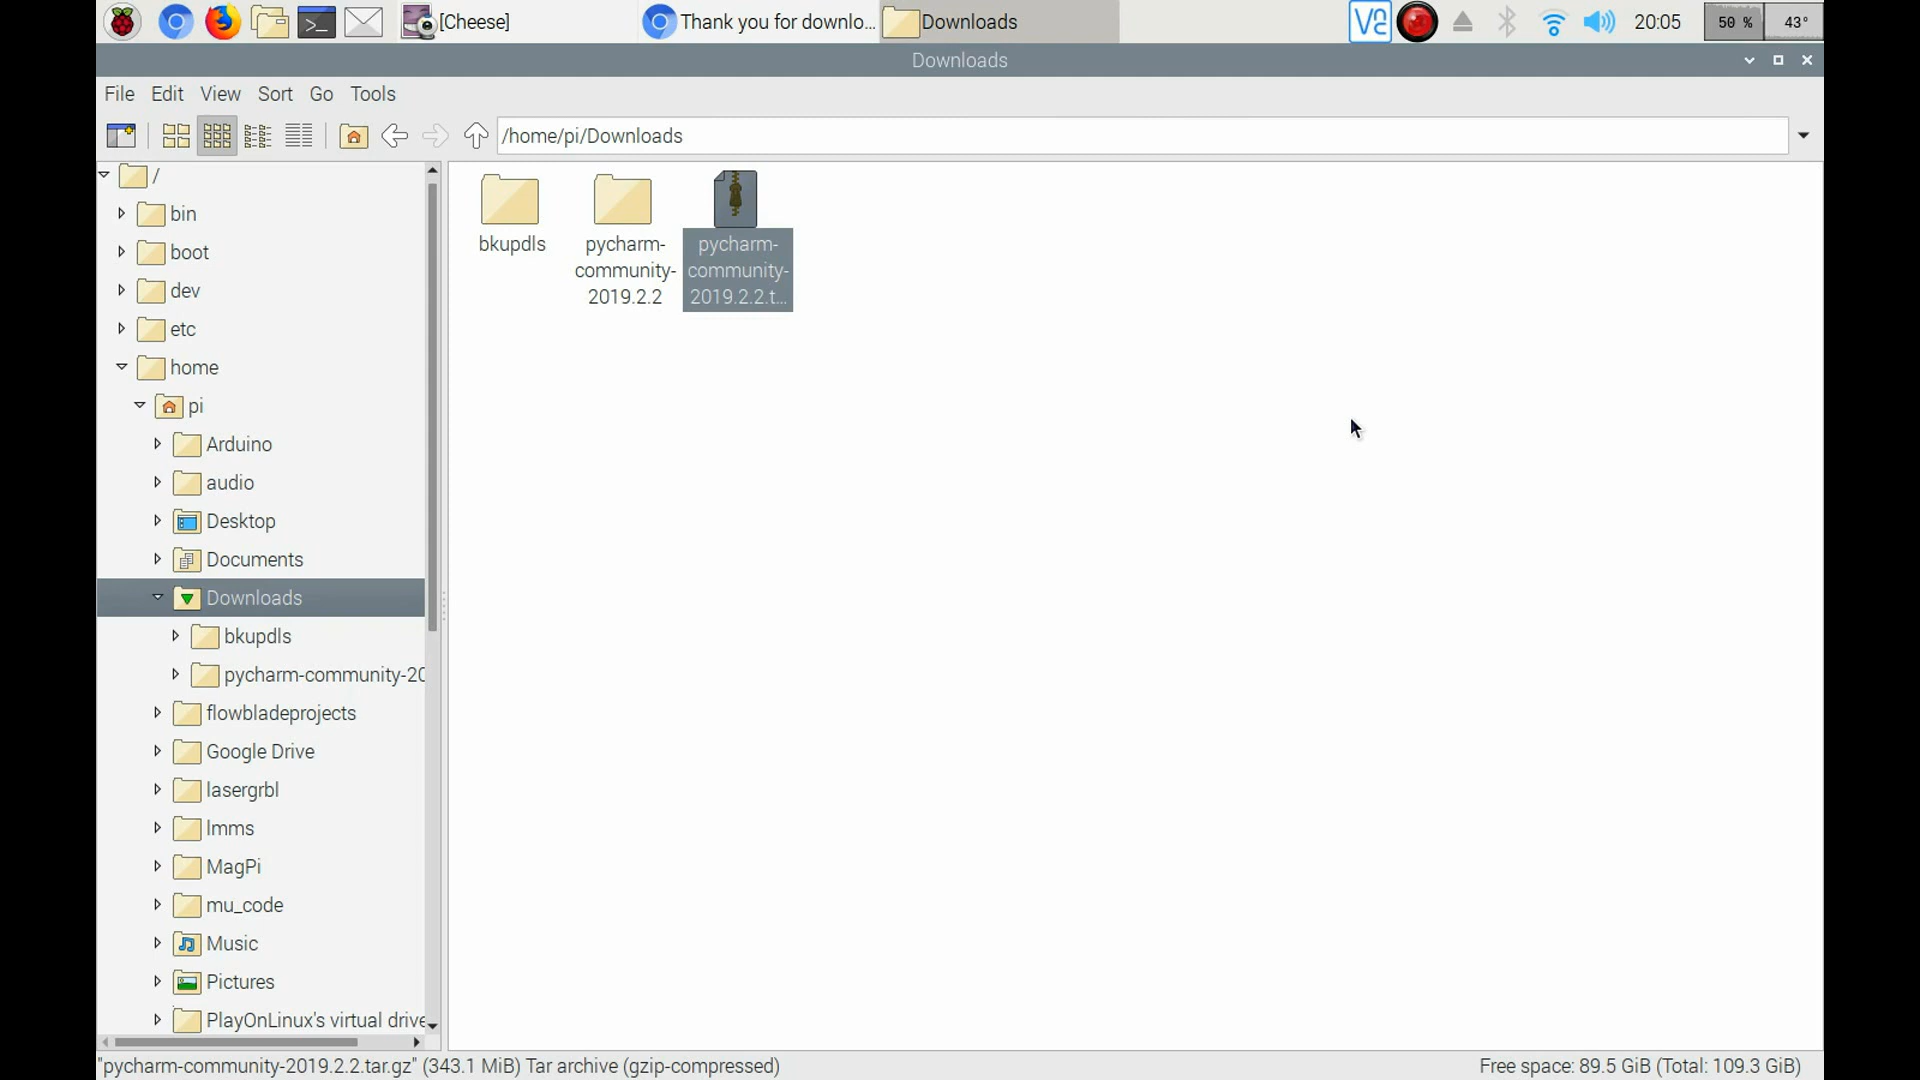 [Cheese]
Thank you for downlo...
Downloads
VE
20:05
50 %
43°
Downloads
File Edit View Sort Go Tools
/home/pi/Downloads
/
bin
boot
dev
etc
home
pi
Arduino
audio
Desktop
Documents
Downloads
bkupdls
pycharm-community-20
flowbladeprojects
Google Drive
lasergrbl
lmms
MagPi
mu_code
Music
Pictures
PlayOnLinux's virtual drive
bkupdls
pycharm-
community-
2019.2.2
pycharm-
community-
2019.2.2.t...
"pycharm-community-2019.2.2.tar.gz" (343.1 MiB) Tar archive (gzip-compressed)
Free space: 89.5 GiB (Total: 109.3 GiB)